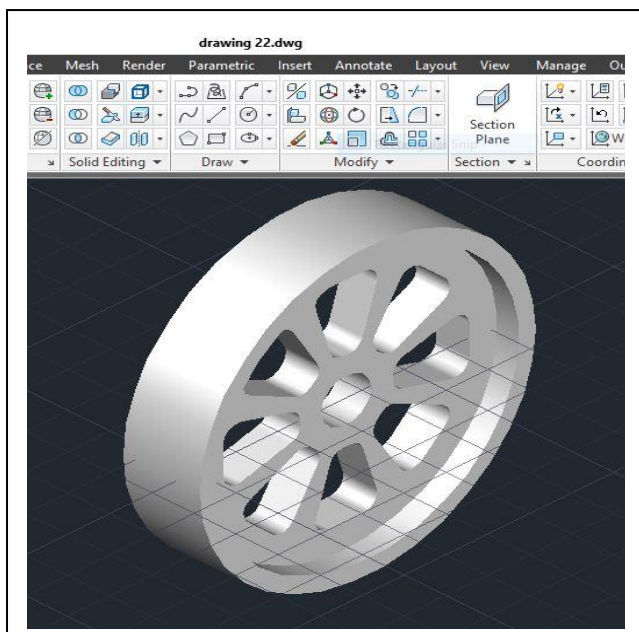 drawing 22.dwg
ce Mesh Render Parametric Insert Annotate Layout View Manage Ou
Section
Plane
W
Solid Editing Draw Modify Section Coordin